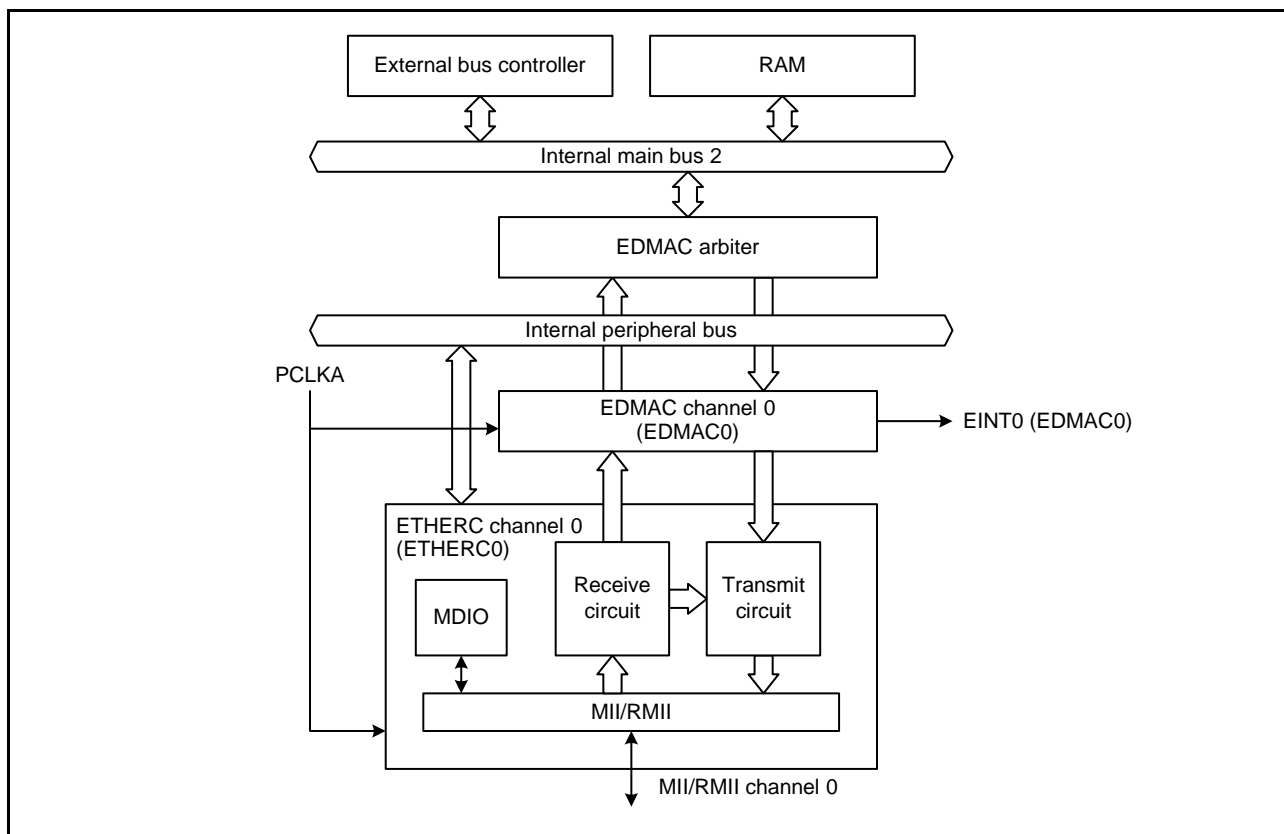 External bus controller
RAM
Internal main bus 2
EDMAC arbiter
Internal peripheral bus
PCLKA
EDMAC channel 0
(EDMAC0)
EINT0 (EDMAC0)
ETHERC channel 0
(ETHERC0)
MDIO
Receive
circuit
Transmit
circuit
MII/RMII
MII/RMII channel 0